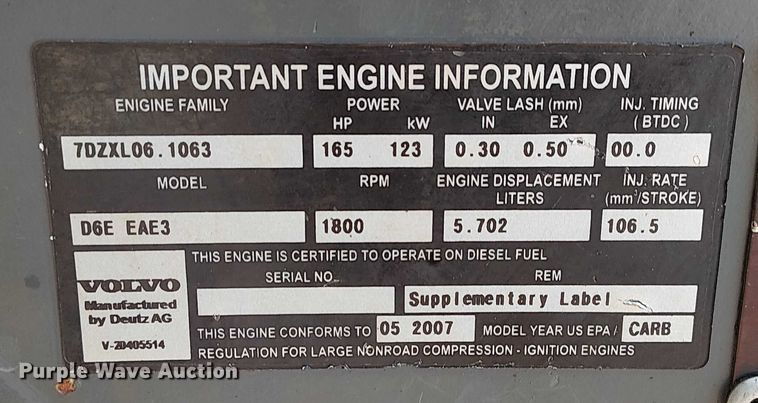 IMPORTANT ENGINE INFORMATION
ENIGINE FAMILY POWER VALVE LASH (mm) INJ. TIMING
HP kW IN EX (BTDC)
7DZXL06.1063 165 123 0.30 0.50 00.0
MODEL RPM ENGINE DISPLACEMENT INJ. RATE
LITERS (mm³/STROKE)
D6E EAE3 1800 5.702 106.5
THIS ENGINE IS CERTIFIED TO OPERATE ON DIESEL FUEL
VOLVO SERIAL NO. REM
Manufactured
by Deutz AG Supplementary Label
V-20405514 THIS ENGINE CONFORMS TO 05 2007 MODEL YEAR US EPA / CARB
REGULATION FOR LARGE NONROAD COMPRESSION - IGNITION ENGINES
Purple Wave Auction